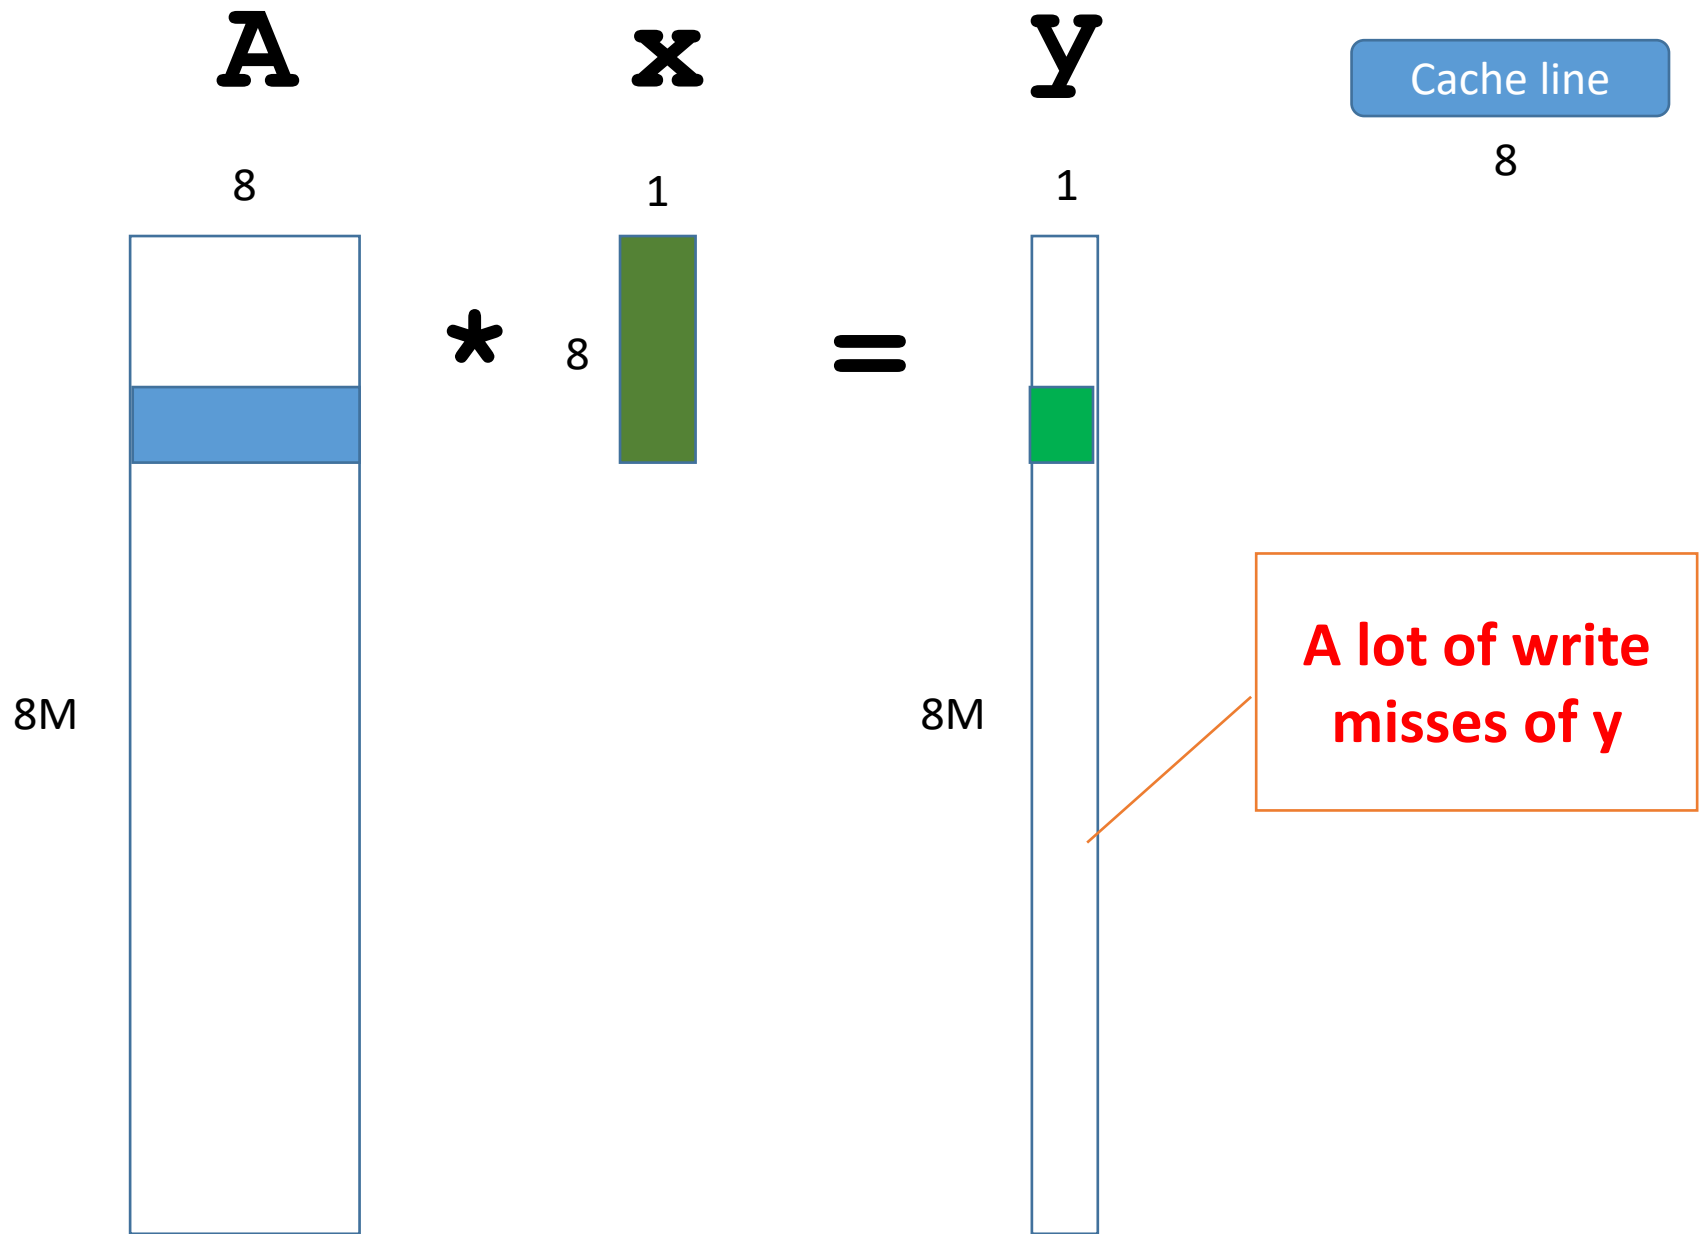 A x y
Cache line
8
8 1 1
* 8 =
8M 8M
A lot of write
misses of y